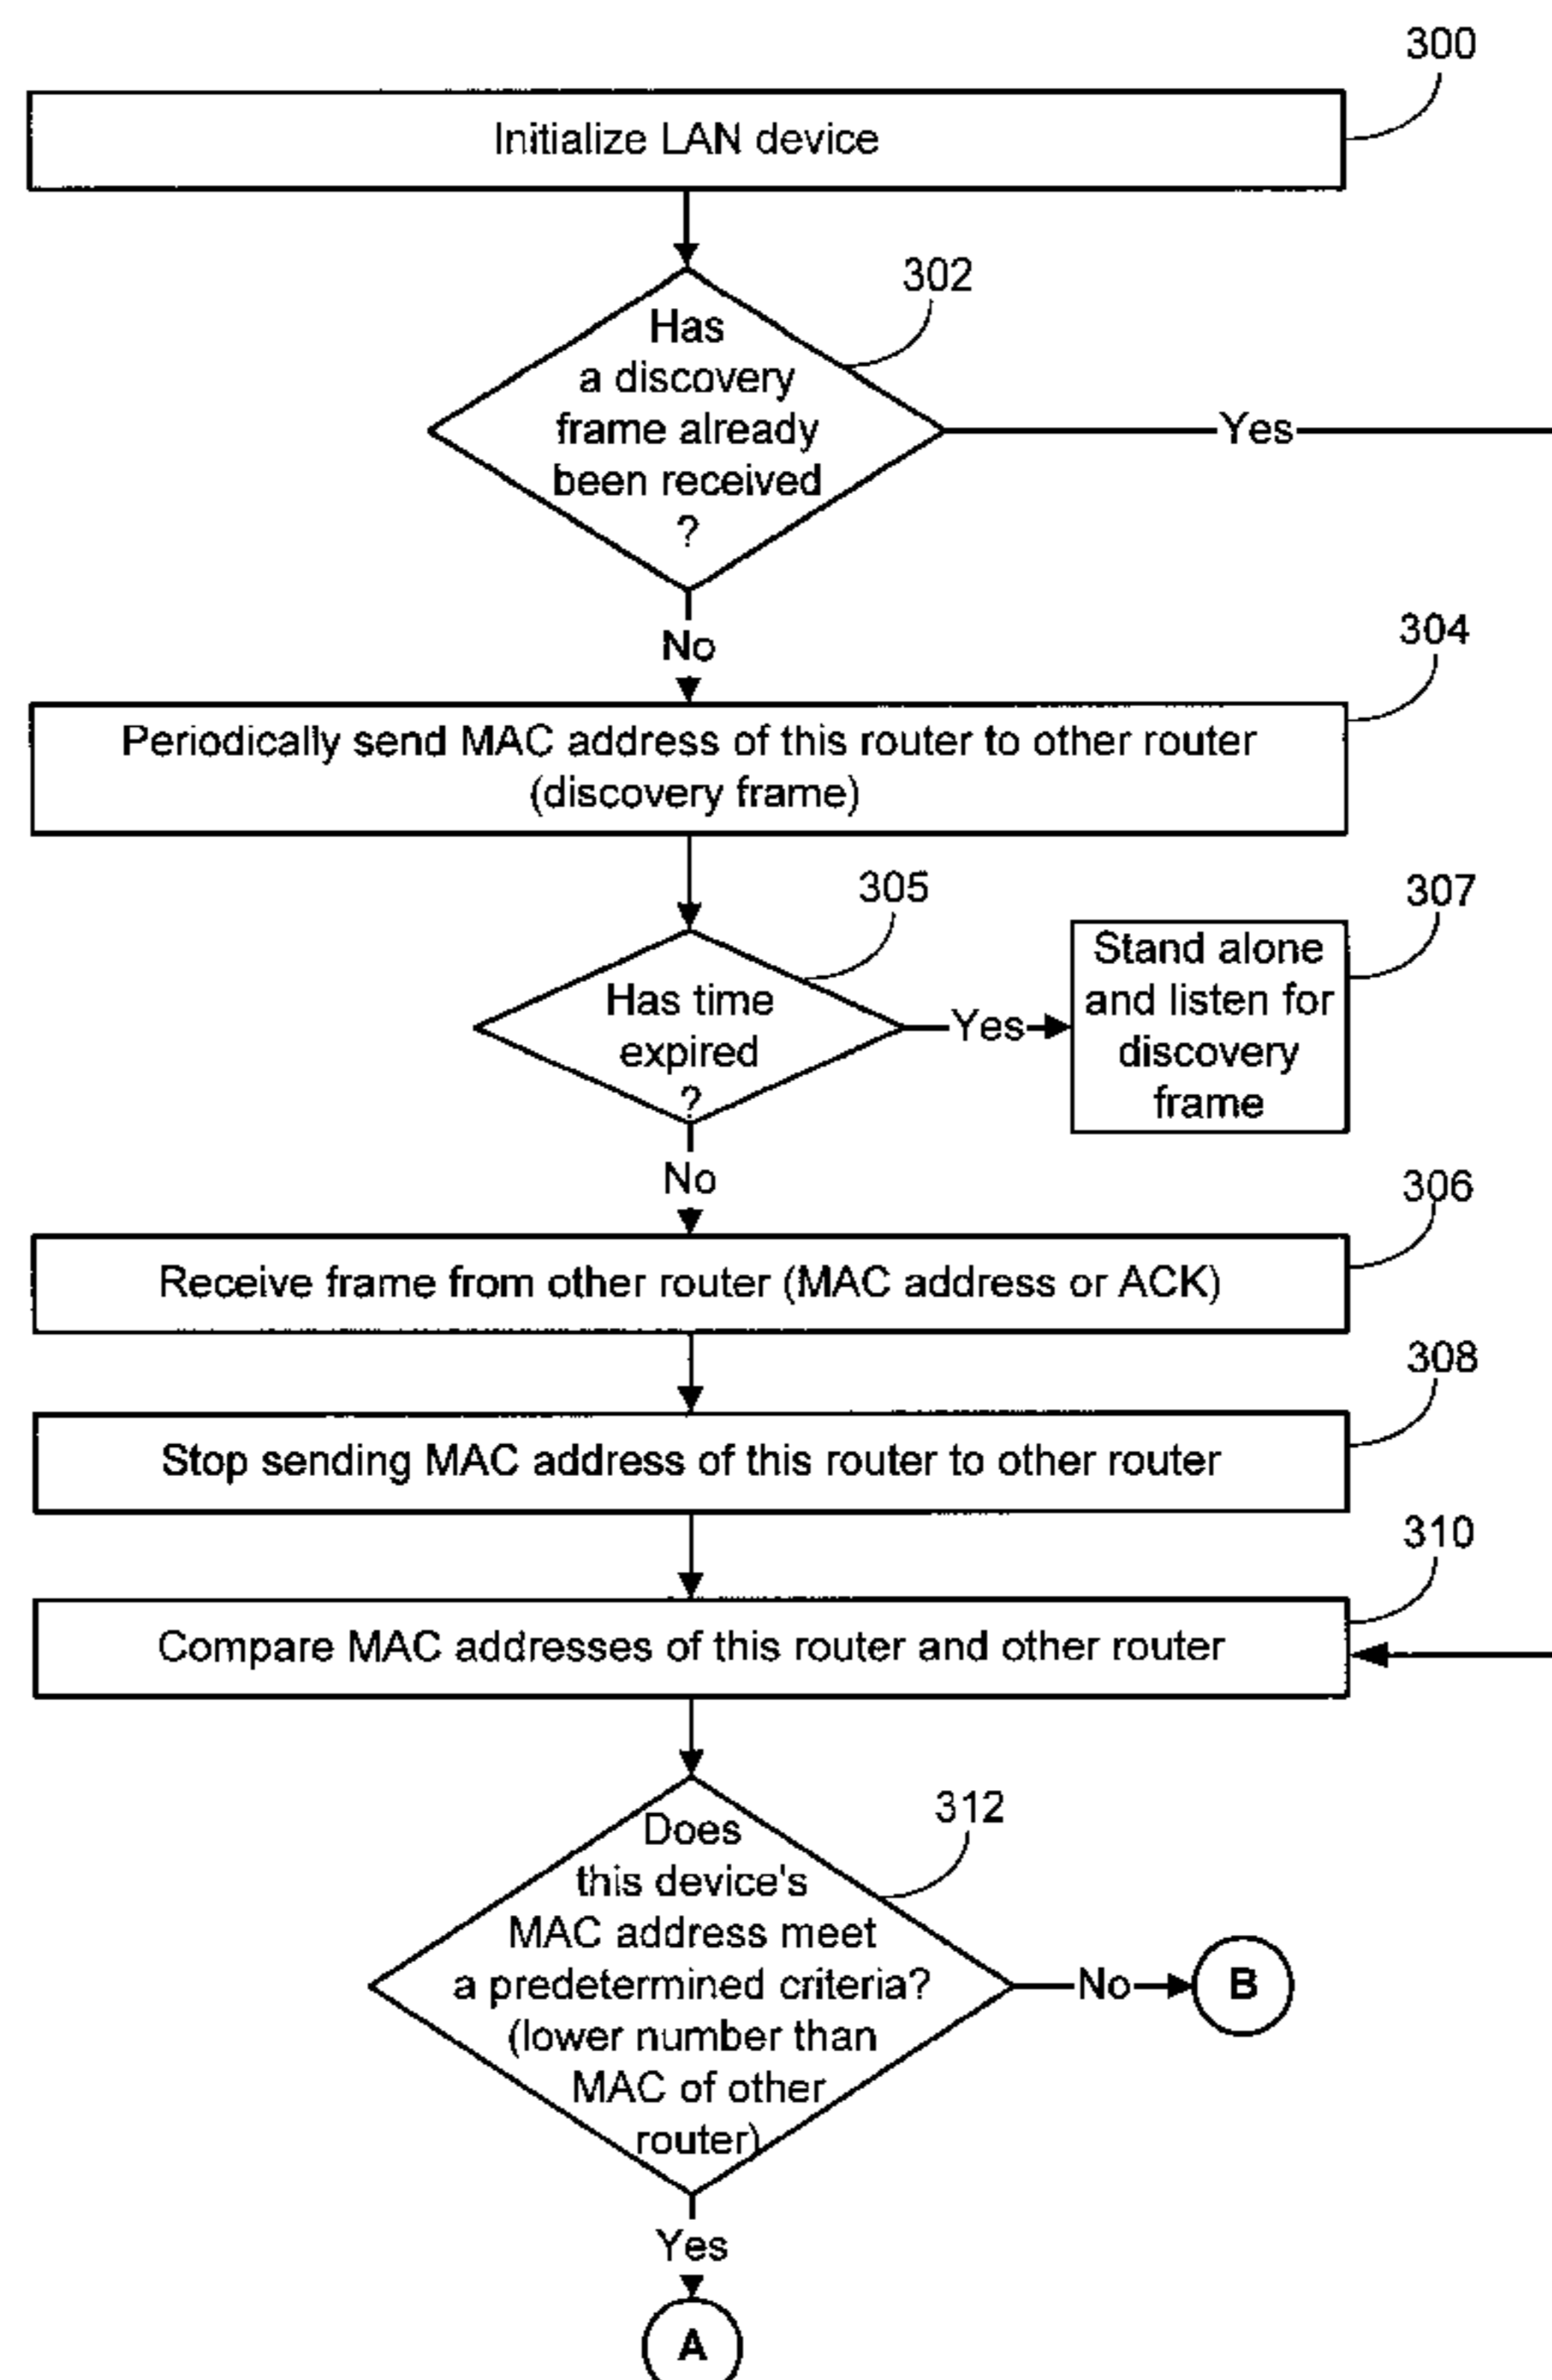 300
Initialize LAN device
302
Has
a discovery
frame already
been received
?
Yes
No
304
Periodically send MAC address of this router to other router
(discovery frame)
305
307
Has time
expired
?
Yes
Stand alone
and listen for
discovery
frame
No
306
Receive frame from other router (MAC address or ACK)
308
Stop sending MAC address of this router to other router
310
Compare MAC addresses of this router and other router
312
Does
this device's
MAC address meet
a predetermined criteria?
(lower number than
MAC of other
router)
No
B
Yes
A